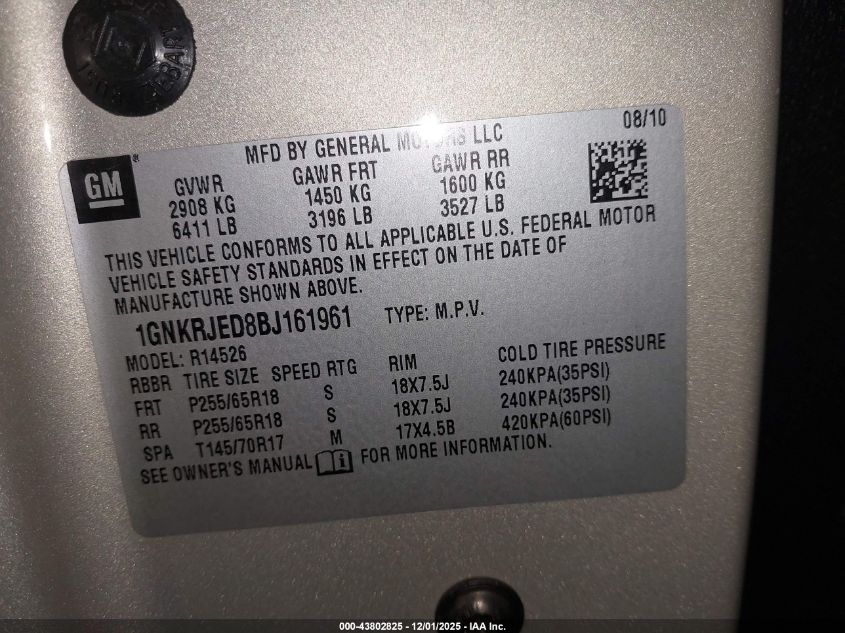 08/10
MFD BY GENERAL MOTORS LLC
GM ®
GVWR GAWR FRT GAWR RR
2908 KG 1450 KG 1600 KG
6411 LB 3196 LB 3527 LB
THIS VEHICLE CONFORMS TO ALL APPLICABLE U.S. FEDERAL MOTOR
VEHICLE SAFETY STANDARDS IN EFFECT ON THE DATE OF
MANUFACTURE SHOWN ABOVE.
1GNKRJED8BJ161961 TYPE: M.P.V.
MODEL: R14526
RBBR TIRE SIZE SPEED RTG RIM COLD TIRE PRESSURE
FRT P255/65R18 S 18X7.5J 240KPA(35PSI)
RR P255/65R18 S 18X7.5J 240KPA(35PSI)
SPA T145/70R17 M 17X4.5B 420KPA(60PSI)
SEE OWNER'S MANUAL FOR MORE INFORMATION.
000-43802825 - 12/01/2025 - IAA Inc.